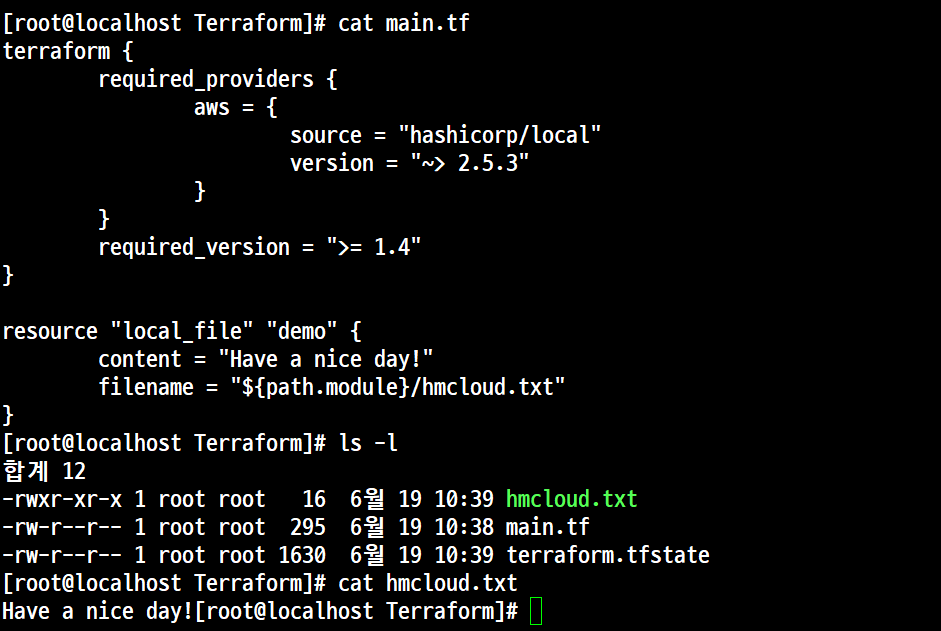 [root@localhost Terraform]# cat main.tf
terraform {
        required_providers {
                aws = {
                        source = "hashicorp/local"
                        version = "~> 2.5.3"
                }
        }
        required_version = ">= 1.4"
}

resource "local_file" "demo" {
        content = "Have a nice day!"
        filename = "${path.module}/hmcloud.txt"
}
[root@localhost Terraform]# ls -l
합계 12
-rwxr-xr-x 1 root root   16  6월 19 10:39 hmcloud.txt
-rw-r--r-- 1 root root  295  6월 19 10:38 main.tf
-rw-r--r-- 1 root root 1630  6월 19 10:39 terraform.tfstate
[root@localhost Terraform]# cat hmcloud.txt
Have a nice day![root@localhost Terraform]#